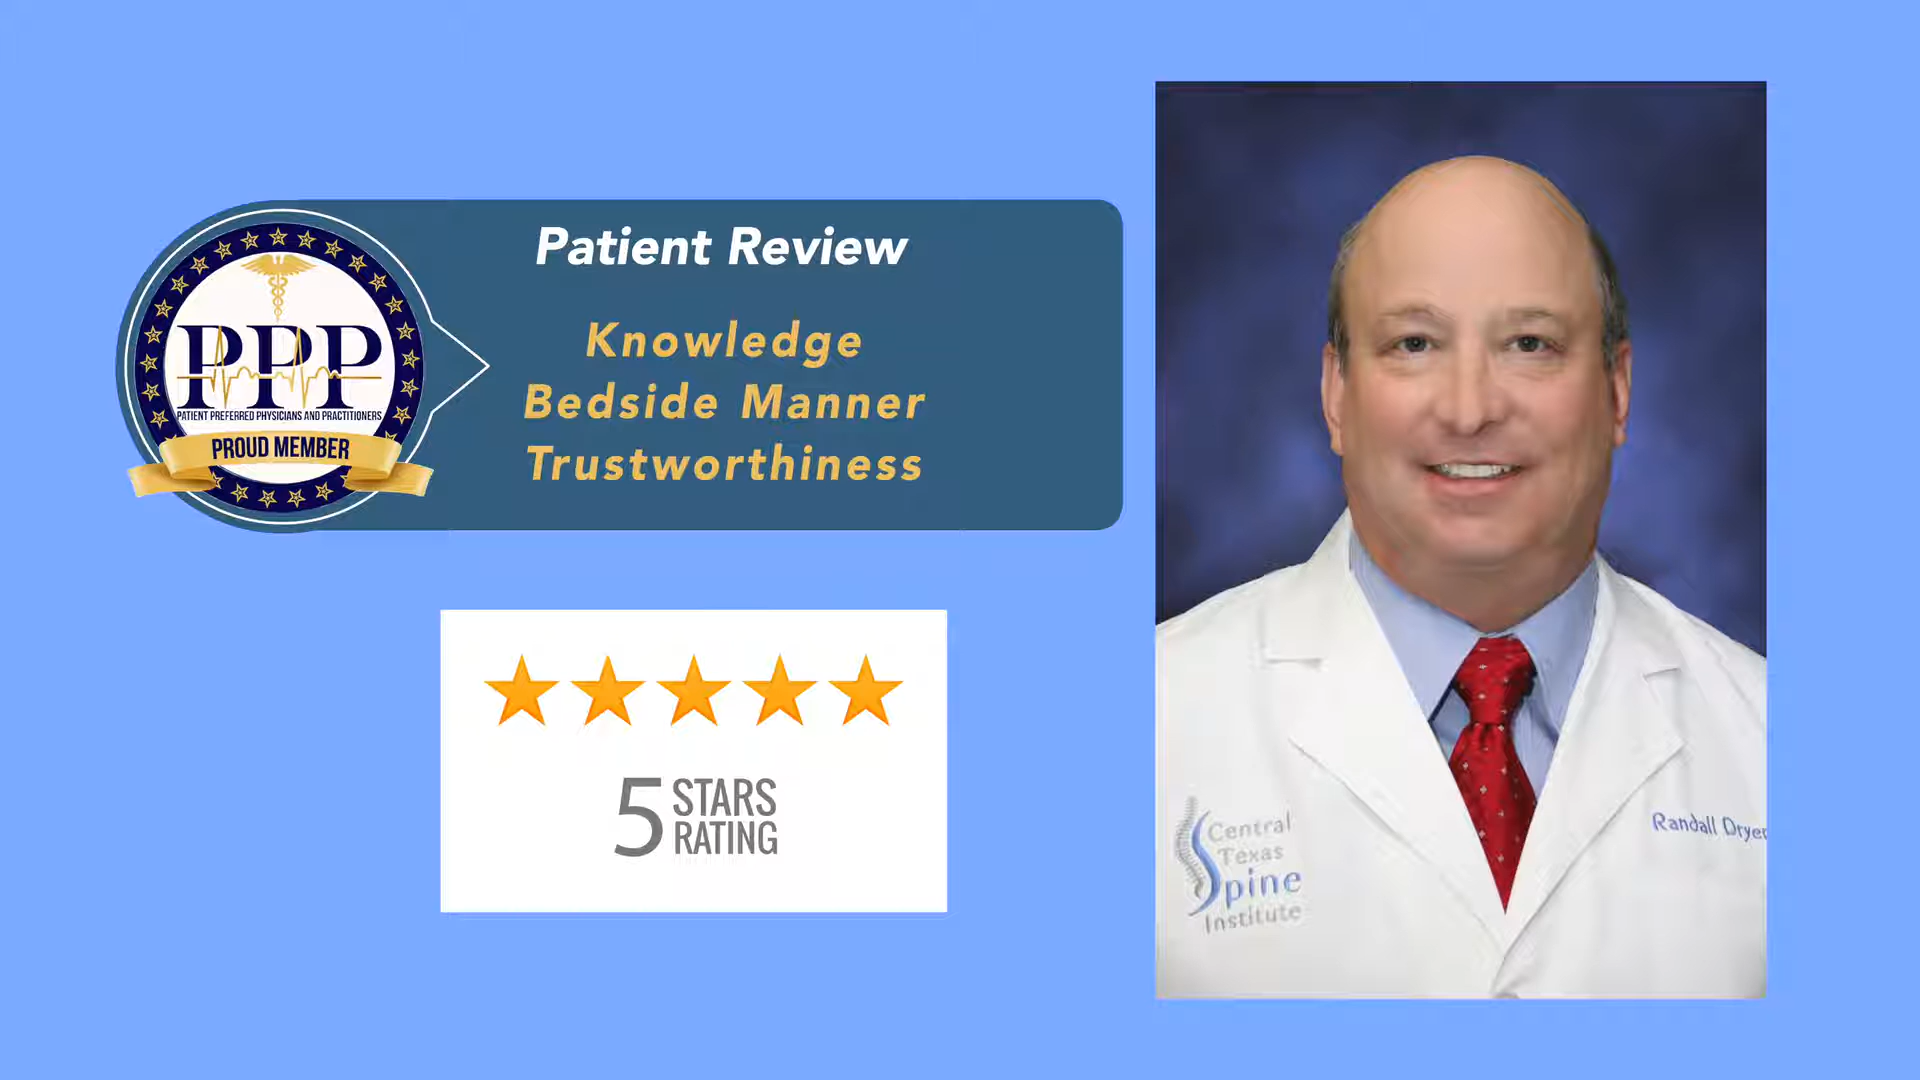 Patient Review
Knowledge
Bedside Manner
Trustworthiness
PPP
PATIENT PREFERRED PHYSICIANS AND PRACTITIONERS
PROUD MEMBER
5 STARS
RATING
Central
Texas
Spine
Institute
Randall Dryer